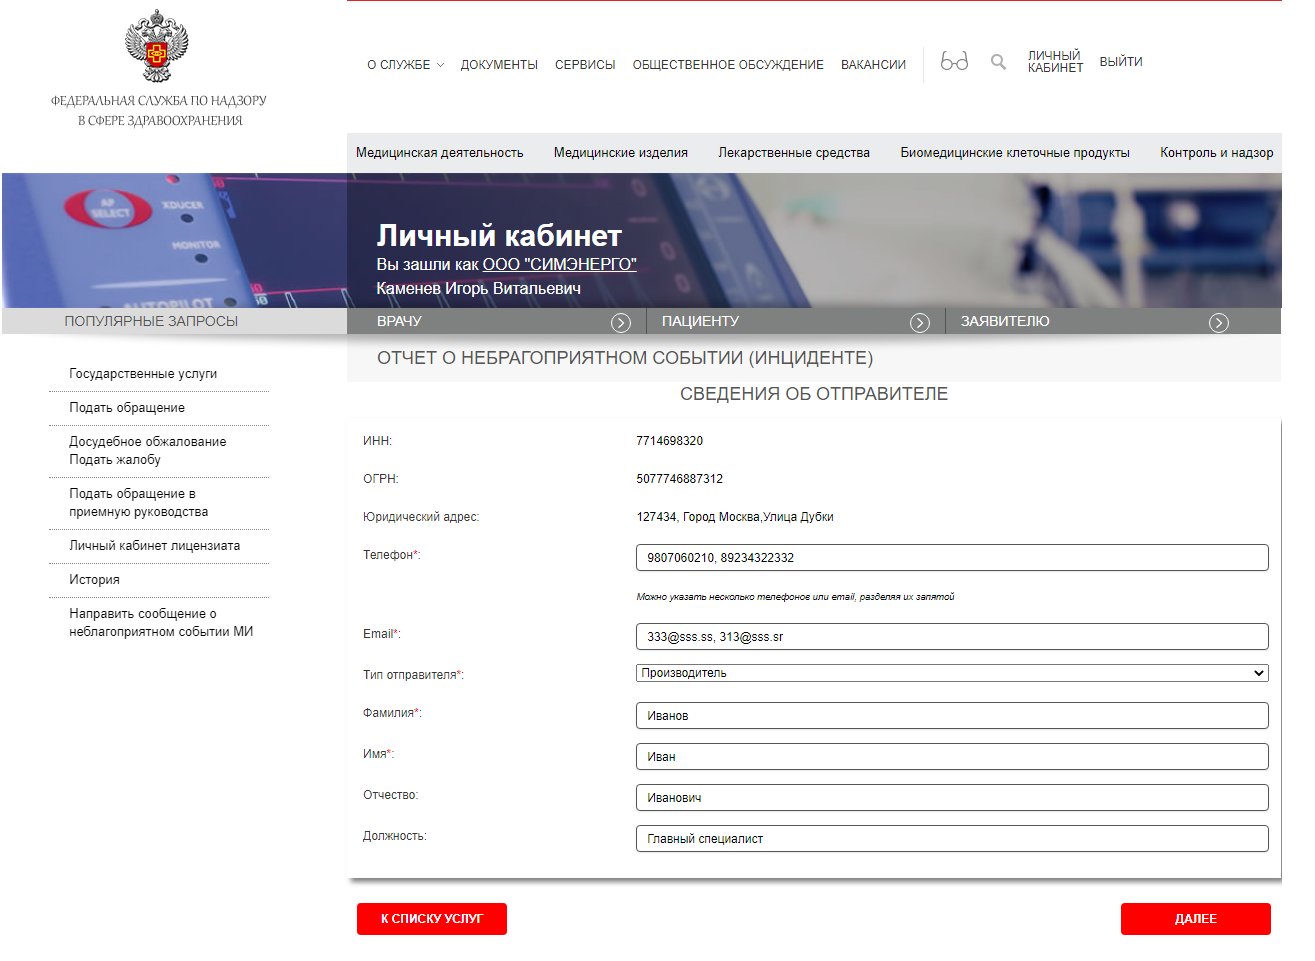 ФЕДЕРАЛЬНАЯ СЛУЖБА ПО НАДЗОРУ
В СФЕРЕ ЗДРАВООХРАНЕНИЯ
О СЛУЖБЕ ДОКУМЕНТЫ СЕРВИСЫ ОБЩЕСТВЕННОЕ ОБСУЖДЕНИЕ ВАКАНСИИ ЛИЧНЫЙ КАБИНЕТ ВЫЙТИ
Медицинская деятельность Медицинские изделия Лекарственные средства Биомедицинские клеточные продукты Контроль и надзор
AP SELECT
XDUCER
MONITOR
AUTOPILOT
Личный кабинет
Вы зашли как ООО "СИМЭНЕРГО"
Каменев Игорь Витальевич
ПОПУЛЯРНЫЕ ЗАПРОСЫ
ВРАЧУ ПАЦИЕНТУ ЗАЯВИТЕЛЮ
Государственные услуги
Подать обращение
Досудебное обжалование
Подать жалобу
Подать обращение в
приемную руководства
Личный кабинет лицензиата
История
Направить сообщение о
неблагоприятном событии МИ
ОТЧЕТ О НЕБРАГОПРИЯТНОМ СОБЫТИИ (ИНЦИДЕНТЕ)
СВЕДЕНИЯ ОБ ОТПРАВИТЕЛЕ
ИНН: 7714698320
ОГРН: 5077746887312
Юридический адрес: 127434, Город Москва,Улица Дубки
Телефон*: 9807060210, 89234322332
Можно указать несколько телефонов или email, разделяя их запятой
Email*: 333@sss.ss, 313@sss.sr
Тип отправителя*: Производитель
Фамилия*: Иванов
Имя*: Иван
Отчество: Иванович
Должность: Главный специалист
К СПИСКУ УСЛУГ ДАЛЕЕ